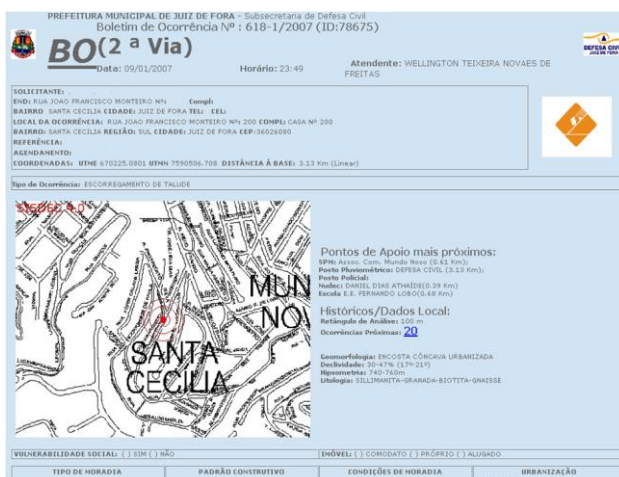 PREFEITURA MUNICIPAL DE JUIZ DE FORA - Subsecretaria de Defesa Civil
Boletim de Ocorrência Nº : 618-1/2007 (ID:78675)
BO(2 ª Via)
Data: 09/01/2007 Horário: 23:49 Atendente: WELLINGTON TEIXEIRA NOVAES DE FREITAS
DEFESA CIVIL
SOLICITANTE:
END: RUA JOAO FRANCISCO MONTEIRO Nº: Compl:
BAIRRO SANTA CECILIA CIDADE: JUIZ DE FORA TEL: CEL:
LOCAL DA OCORRÊNCIA: RUA JOAO FRANCISCO MONTEIRO Nº: 200 COMPL: CASA Nº 200
BAIRRO: SANTA CECILIA REGIÃO: SUL CIDADE: JUIZ DE FORA CEP:36026080
REFERÊNCIA:
AGENDAMENTO:
COORDENADAS: UTME 670225.0801 UTMN 7590506.708 DISTÂNCIA À BASE: 3.13 Km (Linear)
Tipo de Ocorrência: ESCORREGAMENTO DE TALUDE
MUN
NOV
SANTA
CECÍLIA
Pontos de Apoio mais próximos:
SPM: Assoc. Com. Mundo Novo (0.61 Km);
Posto Pluviométrico: DEFESA CIVIL (3.13 Km);
Posto Policial:
Nudec: DANIEL DIAS ATHAÍDE(0.39 Km)
Escola E.E. FERNANDO LOBO(0.68 Km)
Históricos/Dados Local:
Retângulo de Análise: 100 m
Ocorrências Próximas: 20
Geomorfologia: ENCOSTA CÔNCAVA URBANIZADA
Declividade: 30-47% (17º-21º)
Hipsometria: 740-760m
Litologia: SILLIMANITA-GRANADA-BIOTITA-GNAISSE
VULNERABILIDADE SOCIAL: ( ) SIM ( ) NÃO IMÓVEL: ( ) COMODATO ( ) PRÓPRIO ( ) ALUGADO
TIPO DE MORADIA PADRÃO CONSTRUTIVO CONDIÇÕES DE MORADIA URBANIZAÇÃO